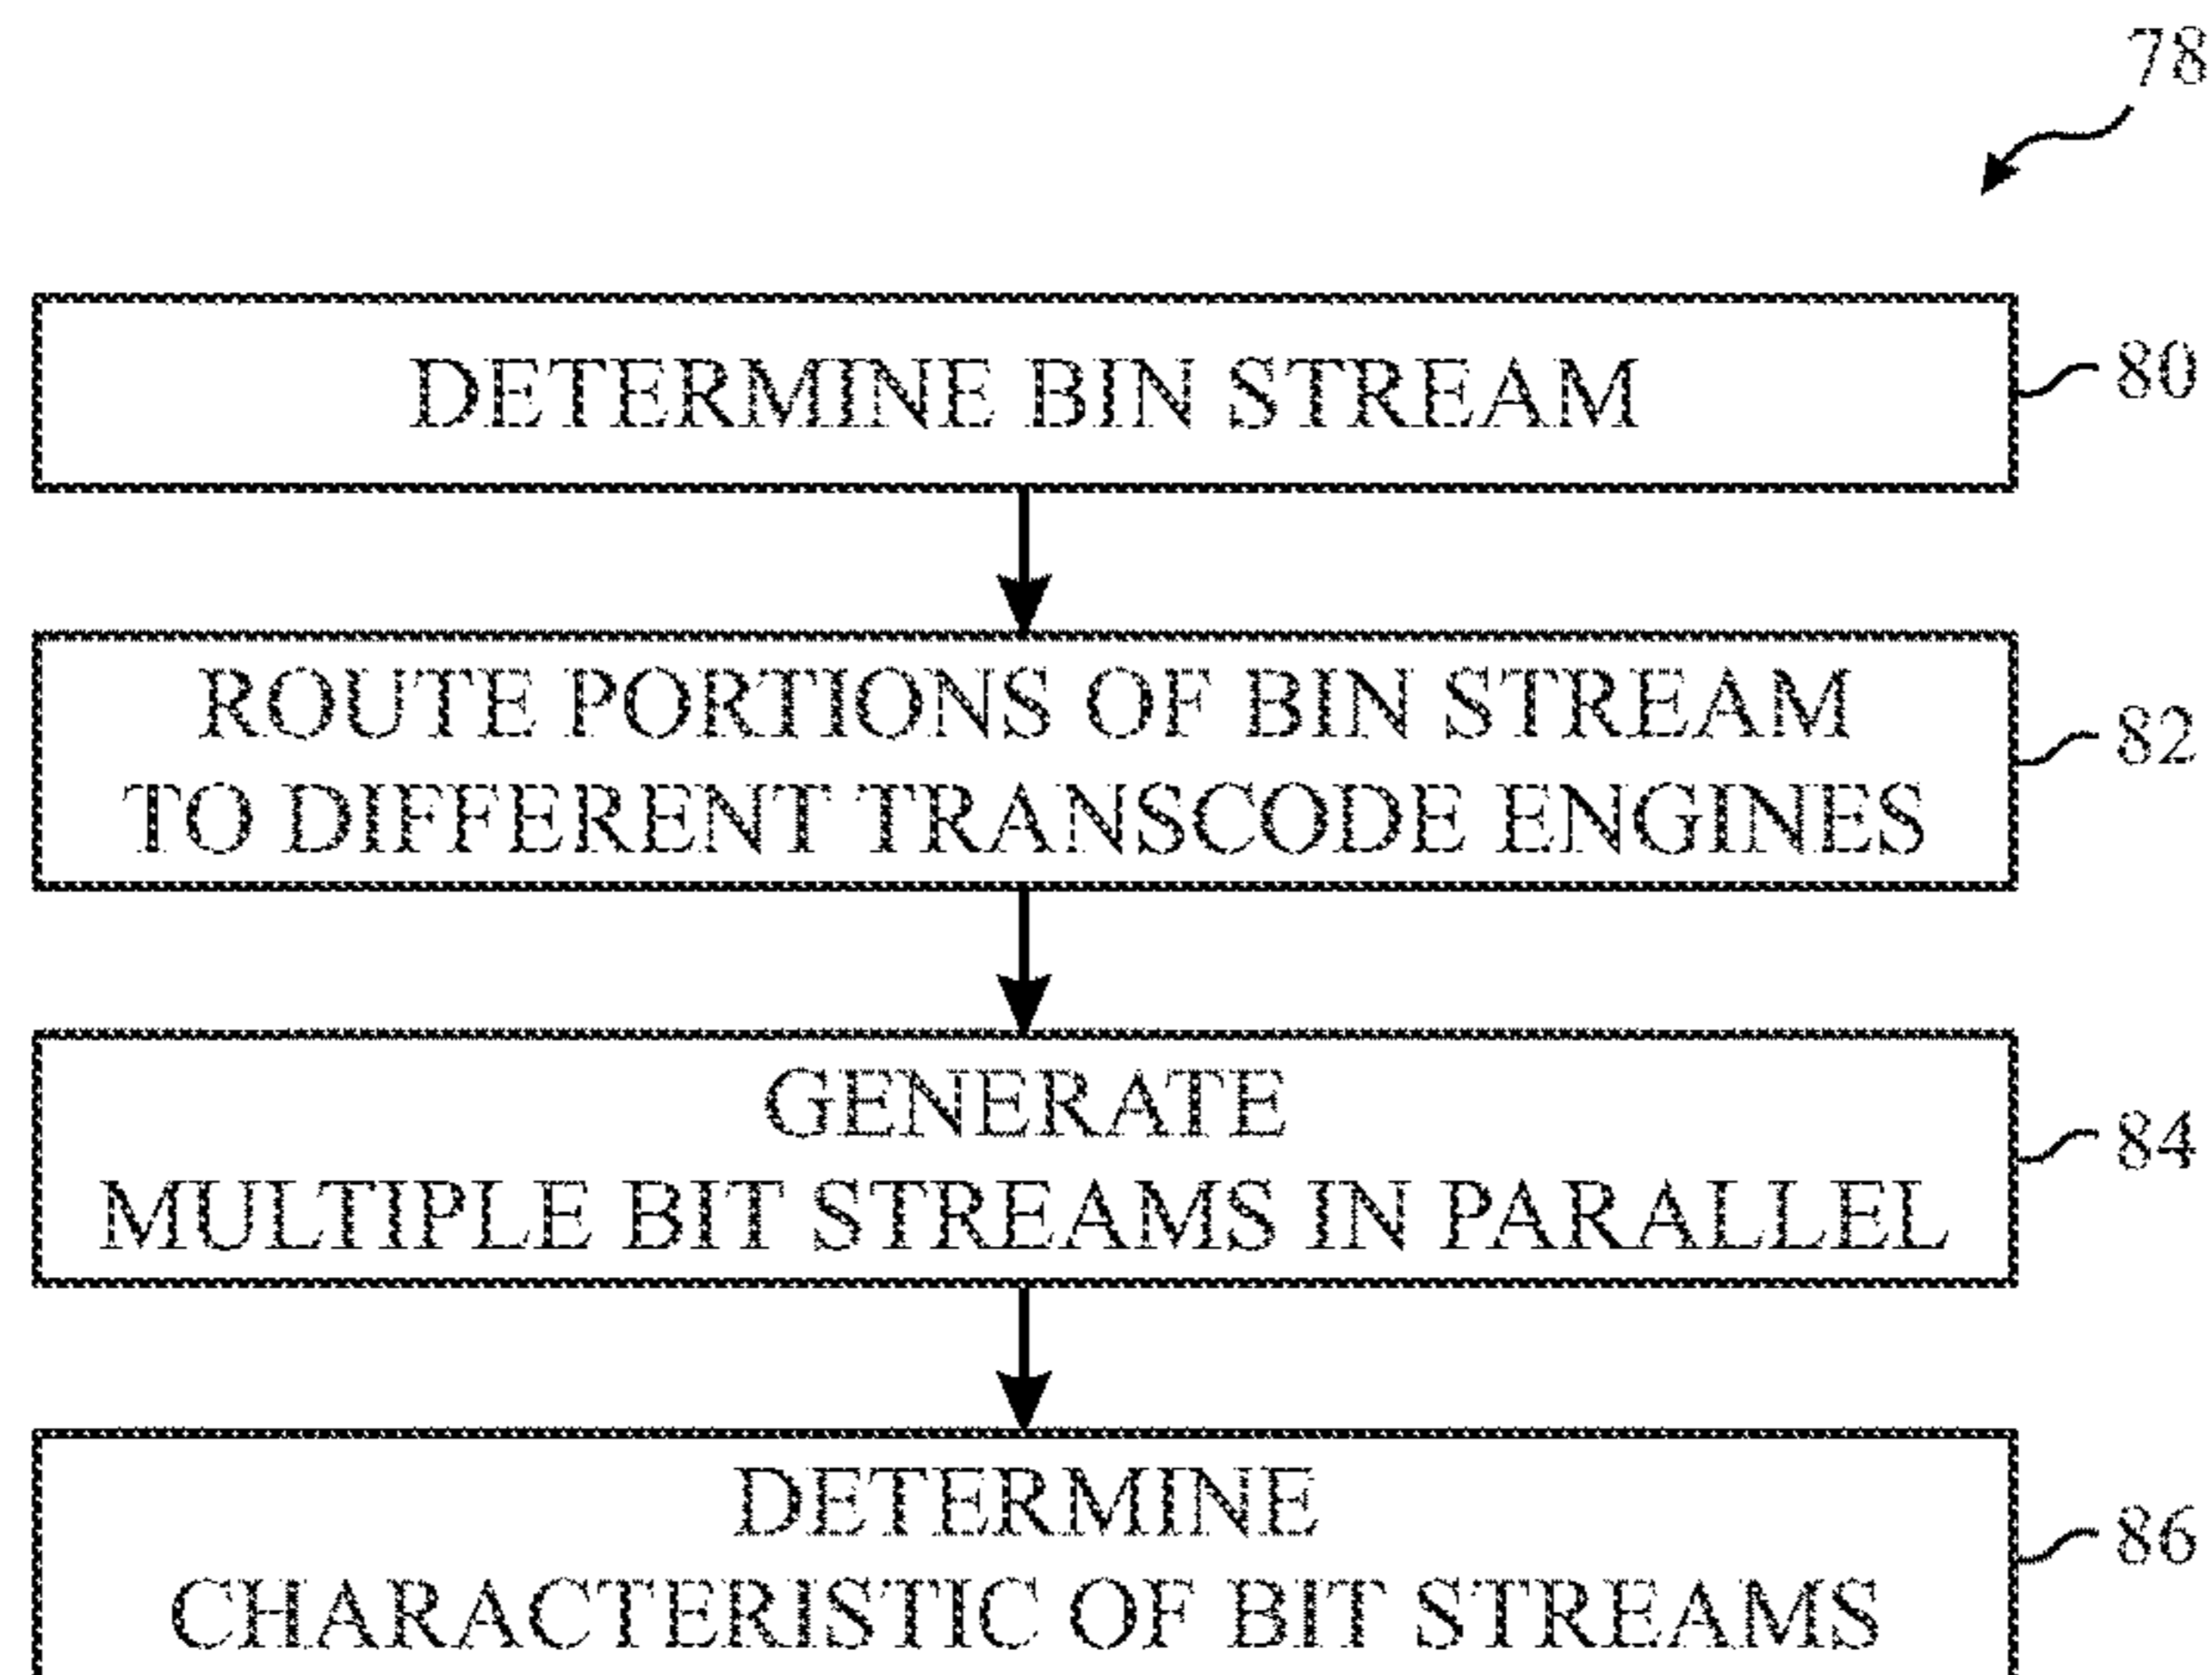 78
DETERMINE BIN STREAM
80
ROUTE PORTIONS OF BIN STREAM
TO DIFFERENT TRANSCODE ENGINES
82
GENERATE
MULTIPLE BIT STREAMS IN PARALLEL
84
DETERMINE
CHARACTERISTIC OF BIT STREAMS
86